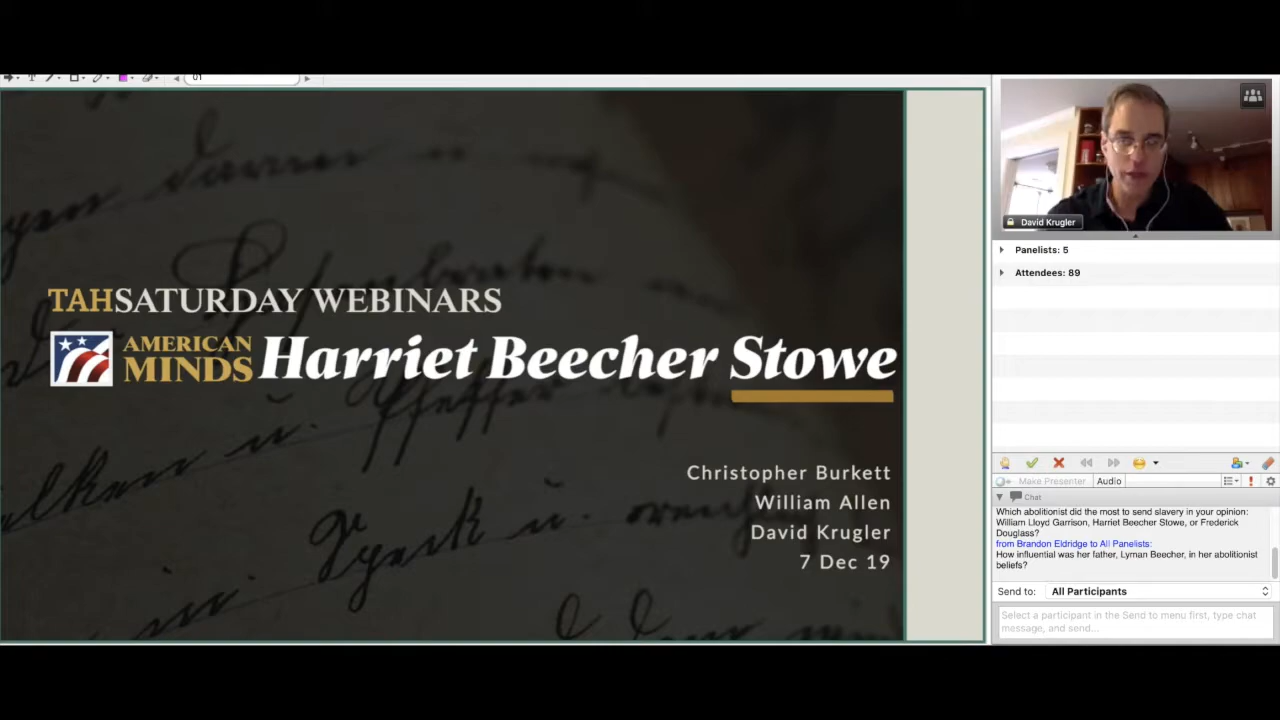 01
TAHSATURDAY WEBINARS
AMERICAN
MINDS
Harriet Beecher Stowe
Christopher Burkett
William Allen
David Krugler
7 Dec 19
David Krugler
Panelists: 5
Attendees: 89
Make Presenter
Audio
Chat
Which abolitionist did the most to send slavery in your opinion:
William Lloyd Garrison, Harriet Beecher Stowe, or Frederick
Douglass?
from Brandon Eldridge to All Panelists:
How influential was her father, Lyman Beecher, in her abolitionist
beliefs?
Send to:
All Participants
Select a participant in the Send to menu first, type chat
message, and send...